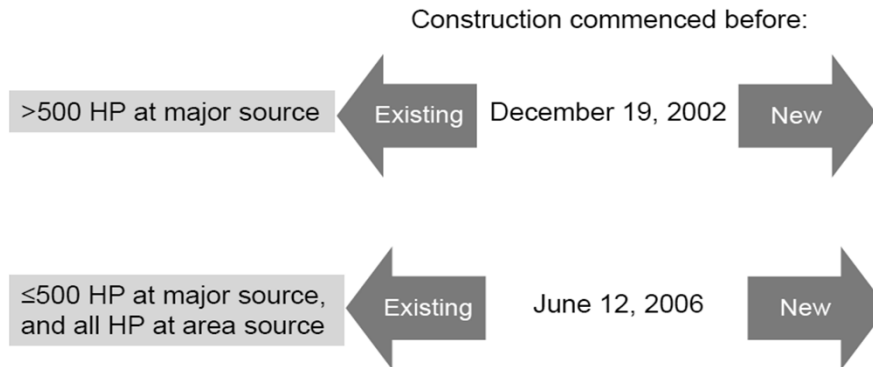 Construction commenced before:
>500 HP at major source
Existing
December 19, 2002
New
≤500 HP at major source,
and all HP at area source
Existing
June 12, 2006
New